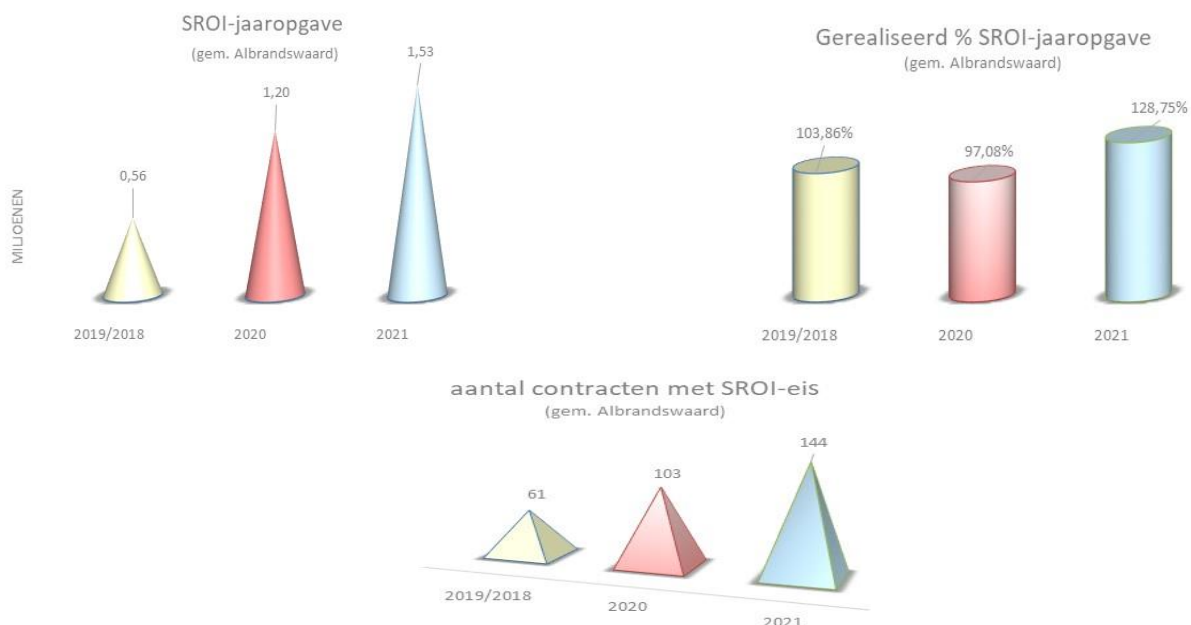 SROI-jaaropgave
(gem. Albrandswaard)
1,53
1,20
0,56
MILJOENEN
2019/2018
2020
2021
Gerealiseerd % SROI-jaaropgave
(gem. Albrandswaard)
128,75%
103,86%
97,08%
2019/2018
2020
2021
aantal contracten met SROI-eis
(gem. Albrandswaard)
144
103
61
2019/2018
2020
2021